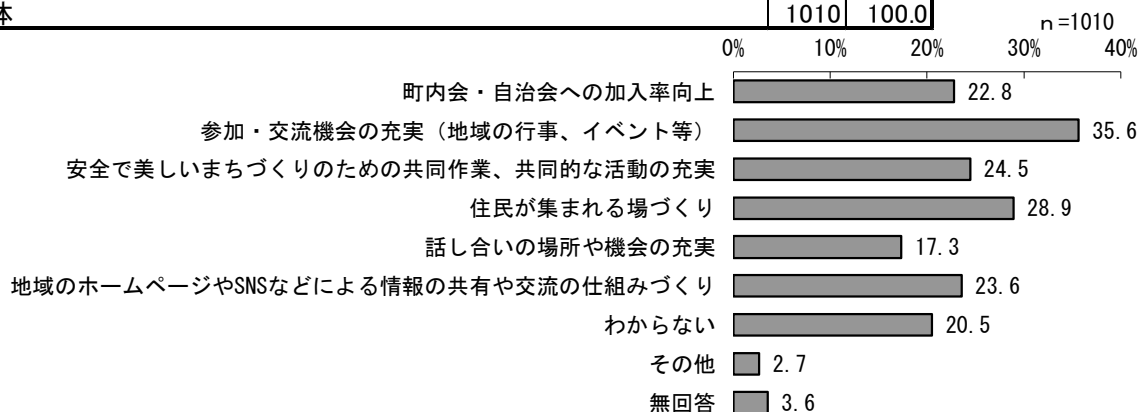 体 1010 100.0
n=1010
0% 10% 20% 30% 40%
町内会・自治会への加入率向上 22.8
参加・交流機会の充実（地域の行事、イベント等） 35.6
安全で美しいまちづくりのための共同作業、共同的な活動の充実 24.5
住民が集まれる場づくり 28.9
話し合いの場所や機会の充実 17.3
地域のホームページやSNSなどによる情報の共有や交流の仕組みづくり 23.6
わからない 20.5
その他 2.7
無回答 3.6